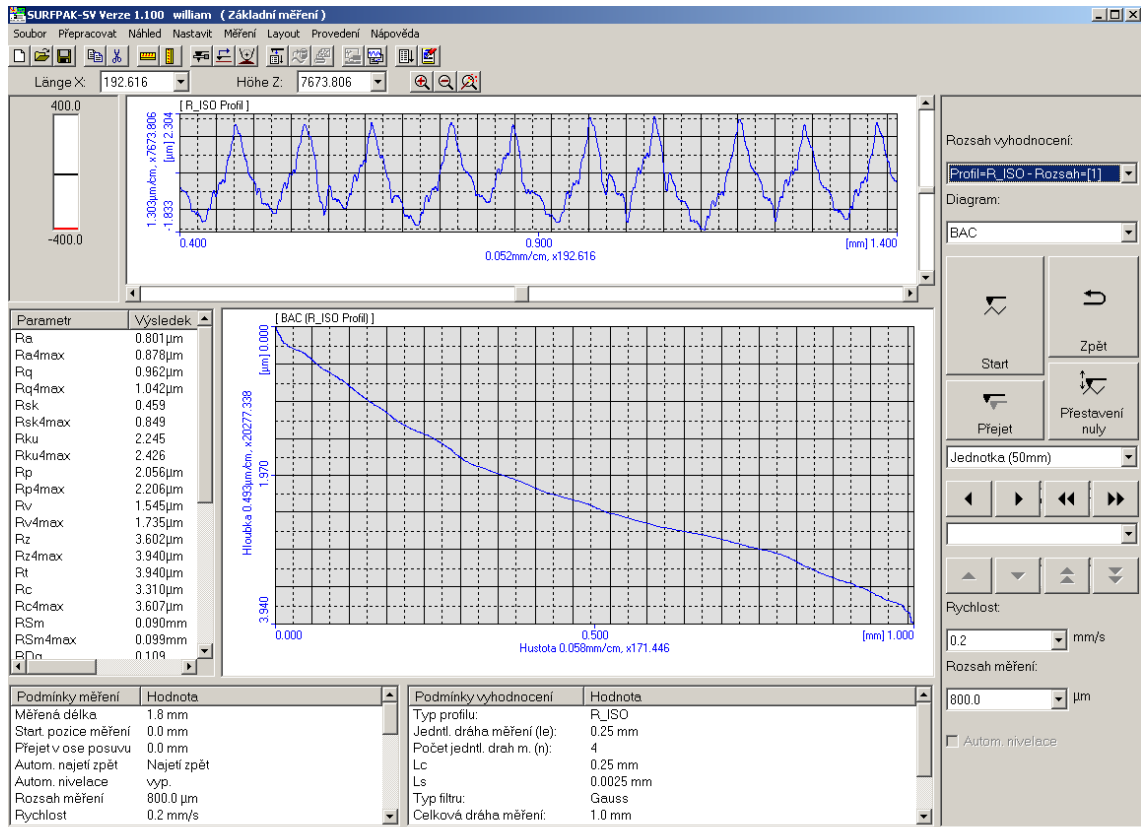 SURFPAK-SV Verze 1.100   william   ( Základní měření )
Soubor Přepracovat Náhled Nastavit Měření Layout Provedení Nápověda
Länge X: 192.616 Höhe Z: 7673.806
400.0
-400.0
[ R_ISO Profil ]
1.303µm/cm, x7673.806
-1.833 [µm] 2.304
0.400 0.900 [mm] 1.400
0.052mm/cm, x192.616
Parametr Výsledek
Ra 0.801µm
Ra4max 0.878µm
Rq 0.962µm
Rq4max 1.042µm
Rsk 0.459
Rsk4max 0.849
Rku 2.245
Rku4max 2.426
Rp 2.056µm
Rp4max 2.206µm
Rv 1.545µm
Rv4max 1.735µm
Rz 3.602µm
Rz4max 3.940µm
Rt 3.940µm
Rc 3.310µm
Rc4max 3.607µm
RSm 0.090mm
RSm4max 0.099mm
RDq 0.109
[ BAC (R_ISO Profil) ]
Hloubka 0.493µm/cm, x20277.338
3.940 1.970 [µm] 0.000
0.000 0.500 [mm] 1.000
Hustota 0.058mm/cm, x171.446
Podmínky měření Hodnota
Měřená délka 1.8 mm
Start. pozice měření 0.0 mm
Přejet v ose posuvu 0.0 mm
Autom. najetí zpět Najetí zpět
Autom. nivelace vyp.
Rozsah měření 800.0 µm
Rychlost 0.2 mm/s
Podmínky vyhodnocení Hodnota
Typ profilu: R_ISO
Jedntl. dráha měření (le): 0.25 mm
Počet jedntl. drah m. (n): 4
Lc 0.25 mm
Ls 0.0025 mm
Typ filtru: Gauss
Celková dráha měření: 1.0 mm
Rozsah vyhodnocení:
Profil=R_ISO - Rozsah=[1]
Diagram:
BAC
Start
Zpět
Přejet
Přestavení
nuly
Jednotka (50mm)
Rychlost:
0.2 mm/s
Rozsah měření:
800.0 µm
Autom. nivelace